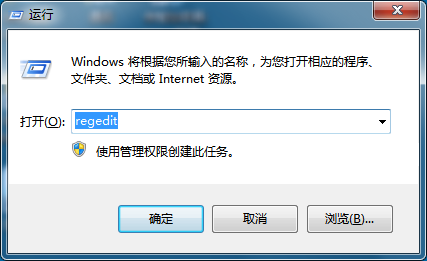 运行
Windows 将根据您所输入的名称，为您打开相应的程序、
文件夹、文档或 Internet 资源。
打开(O):
regedit
使用管理权限创建此任务。
确定
取消
浏览(B)...